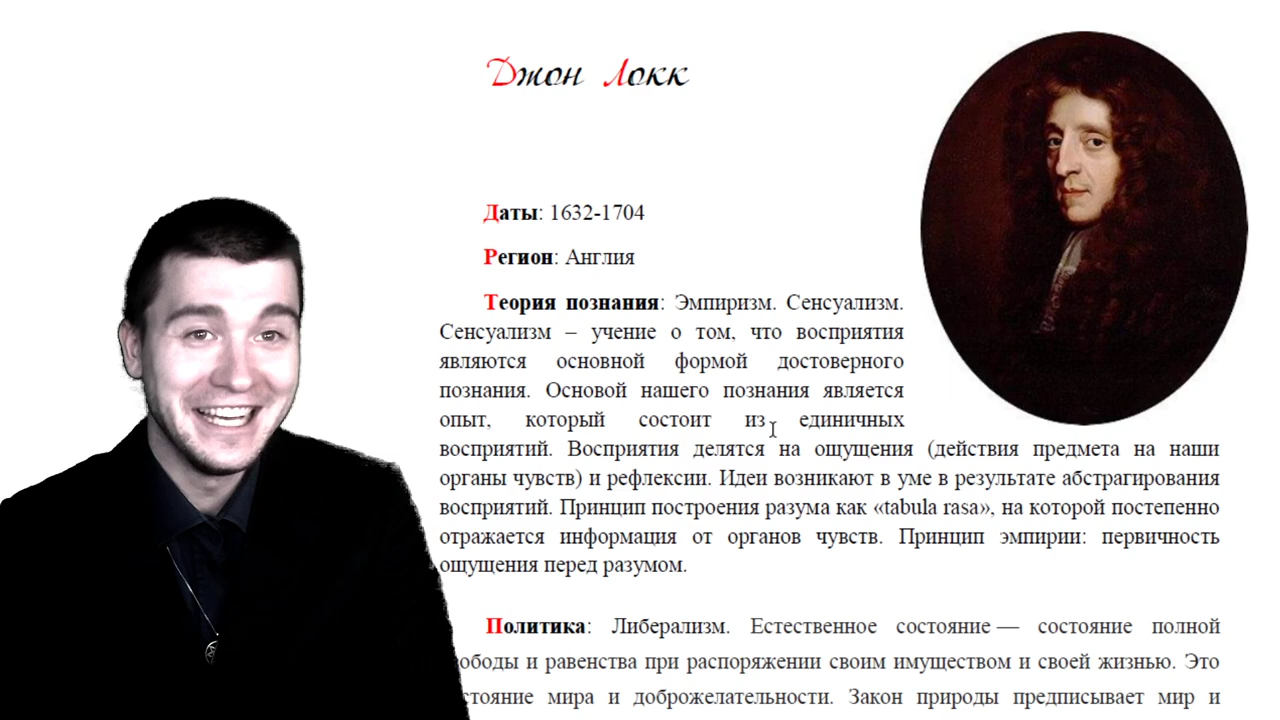 Джон Локк
Даты: 1632-1704
Регион: Англия
Теория познания: Эмпиризм. Сенсуализм.
Сенсуализм – учение о том, что восприятия
являются основной формой достоверного
познания. Основой нашего познания является
опыт, который состоит из единичных
восприятий. Восприятия делятся на ощущения (действия предмета на наши
органы чувств) и рефлексии. Идеи возникают в уме в результате абстрагирования
восприятий. Принцип построения разума как «tabula rasa», на которой постепенно
отражается информация от органов чувств. Принцип эмпирии: первичность
ощущения перед разумом.
Политика: Либерализм. Естественное состояние — состояние полной
ободы и равенства при распоряжении своим имуществом и своей жизнью. Это
стояние мира и доброжелательности. Закон природы предписывает мир и